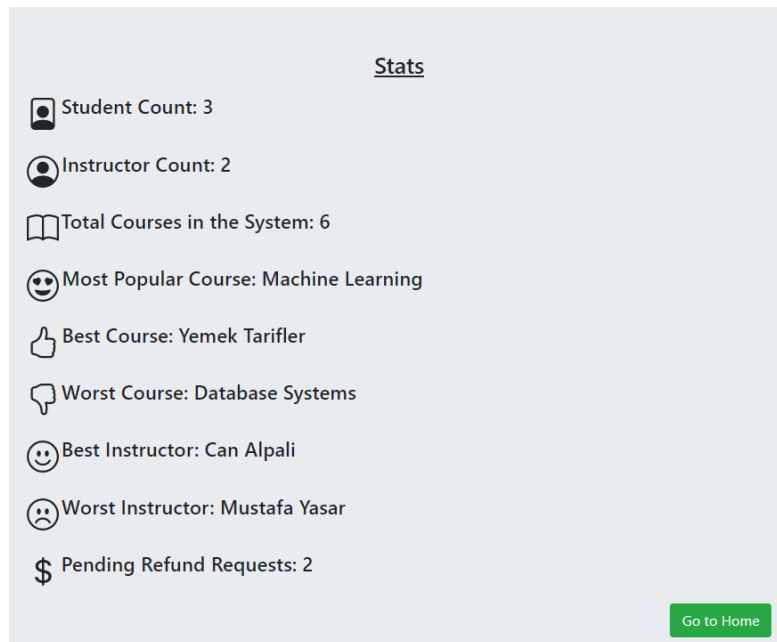 Stats
Student Count: 3
Instructor Count: 2
Total Courses in the System: 6
Most Popular Course: Machine Learning
Best Course: Yemek Tarifler
Worst Course: Database Systems
Best Instructor: Can Alpali
Worst Instructor: Mustafa Yasar
$ Pending Refund Requests: 2
Go to Home